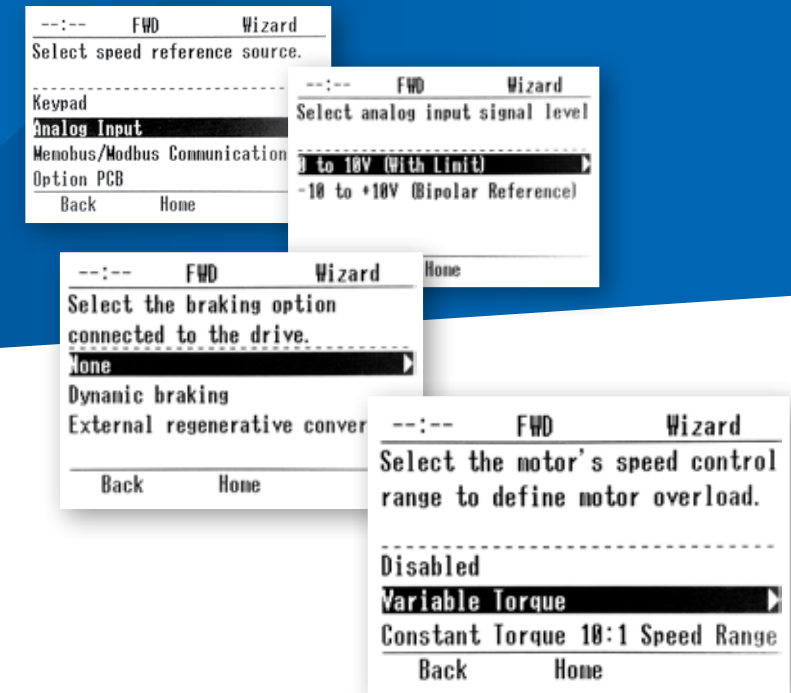 --:-- FWD Wizard
Select speed reference source.
Keypad
Analog Input
Memobus/Modbus Communication
Option PCB
Back Home
--:-- FWD Wizard
Select analog input signal level
0 to 10V (With Limit)
-10 to +10V (Bipolar Reference)
Home
--:-- FWD Wizard
Select the braking option
connected to the drive.
None
Dynamic braking
External regenerative conver
Back Home
--:-- FWD Wizard
Select the motor's speed control
range to define motor overload.
Disabled
Variable Torque
Constant Torque 10:1 Speed Range
Back Home